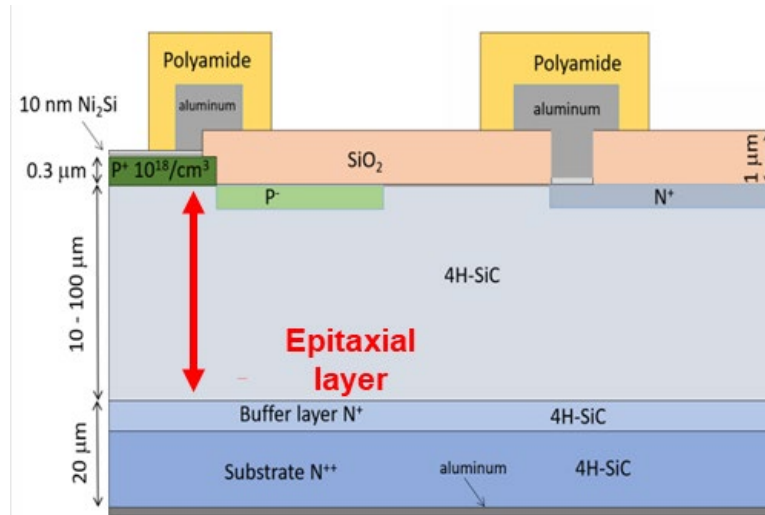 Polyamide
Polyamide
aluminum
aluminum
10 nm Ni₂Si
P⁺ 10¹⁸/cm³
0.3 μm
SiO₂
1 μm
P⁻
N⁺
10 - 100 μm
4H-SiC
Epitaxial
layer
Buffer layer N⁺
4H-SiC
20 μm
Substrate N⁺⁺
aluminum
4H-SiC